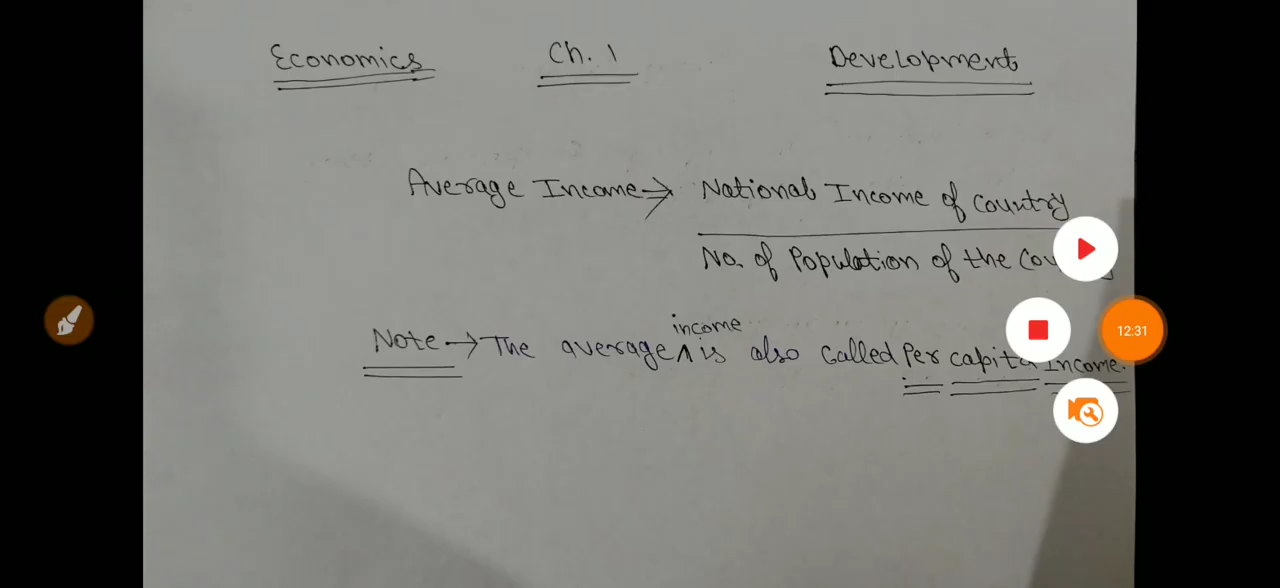 Economics Ch. 1 Development
Average Income → National Income of country
No. of Population of the
Note → The average income is also called Per capita Income.
12:31